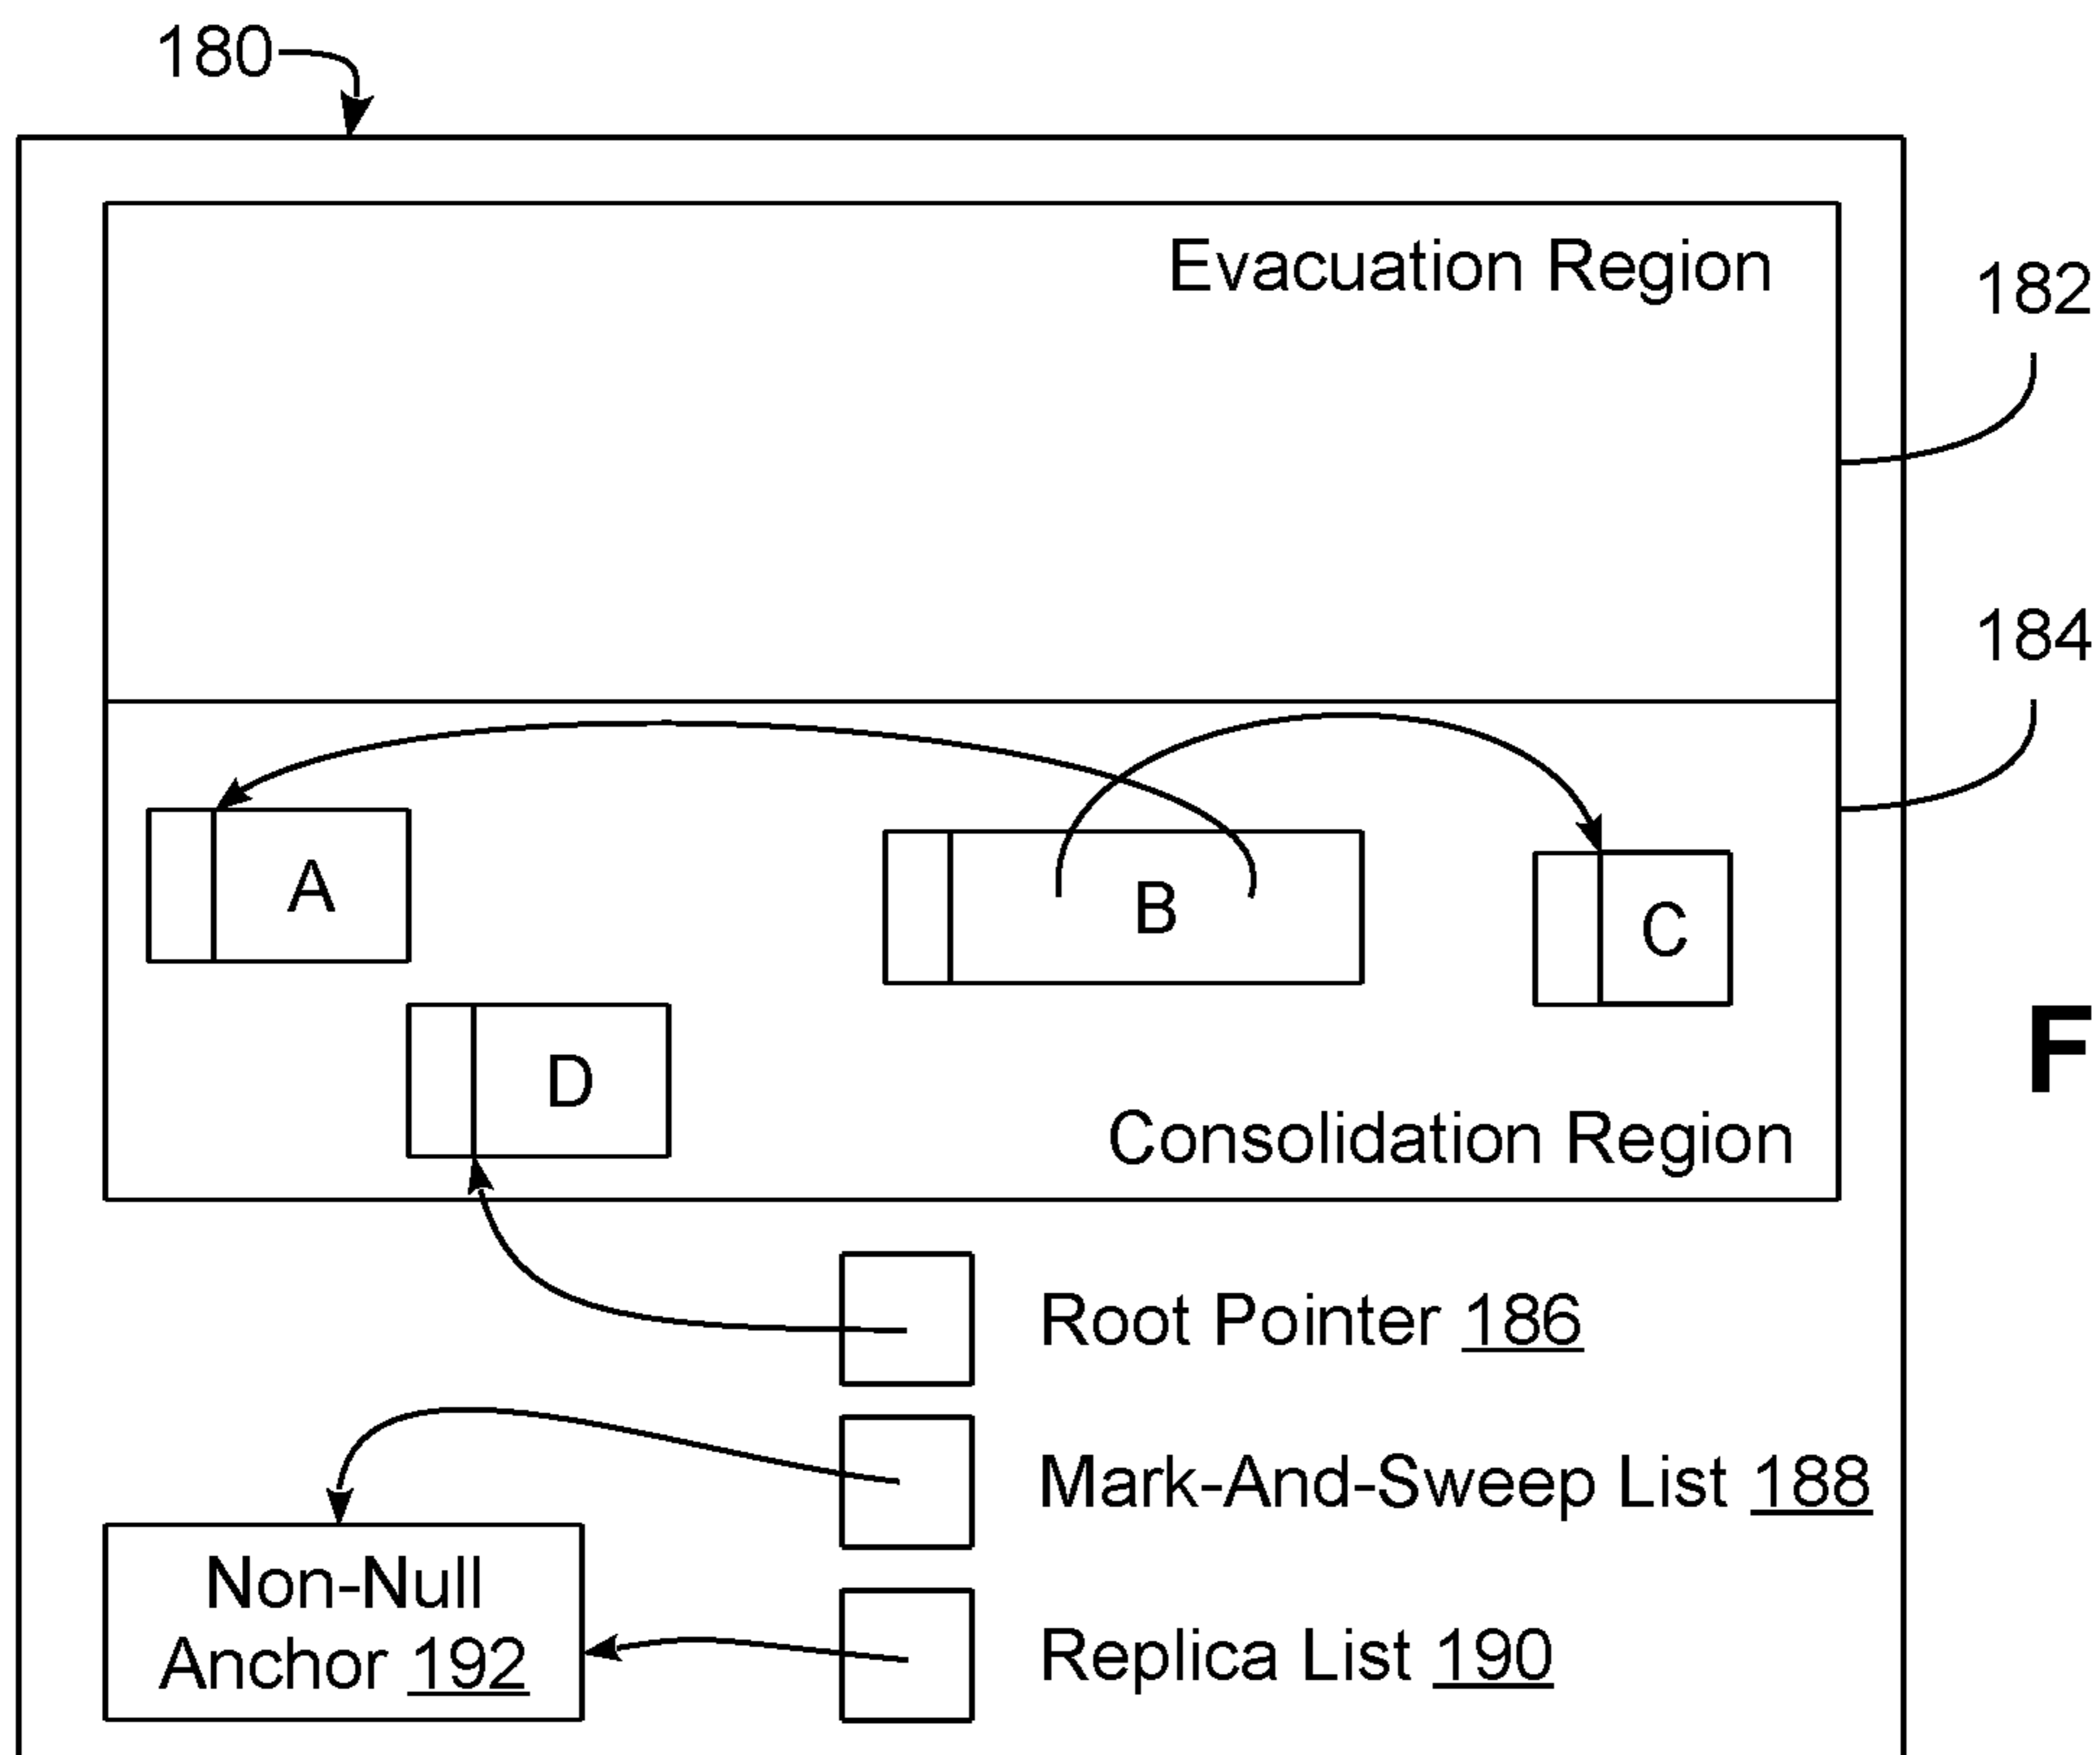 180
Evacuation Region
182
184
A
B
C
D
F
Consolidation Region
Root Pointer 186
Mark-And-Sweep List 188
Non-Null
Anchor 192
Replica List 190